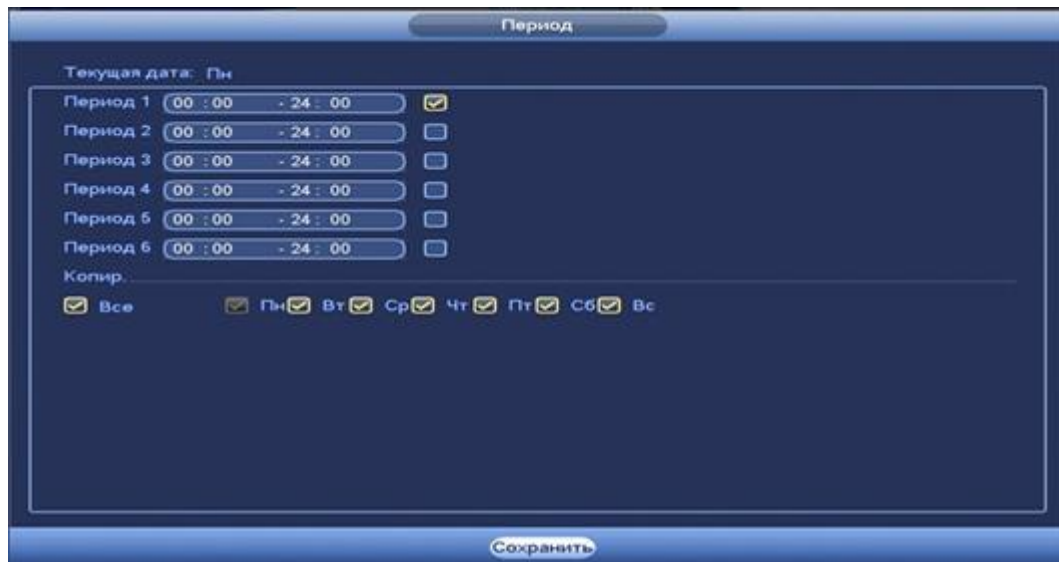 Период
Текущая дата: Пн
Период 1 00 :00 - 24 : 00
Период 2 00 :00 - 24 : 00
Период 3 00 :00 - 24 : 00
Период 4 00 :00 - 24 : 00
Период 5 00 :00 - 24 : 00
Период 6 00 :00 - 24 : 00
Копир.
Все Пн Вт Ср Чт Пт Сб Вс
Сохранить